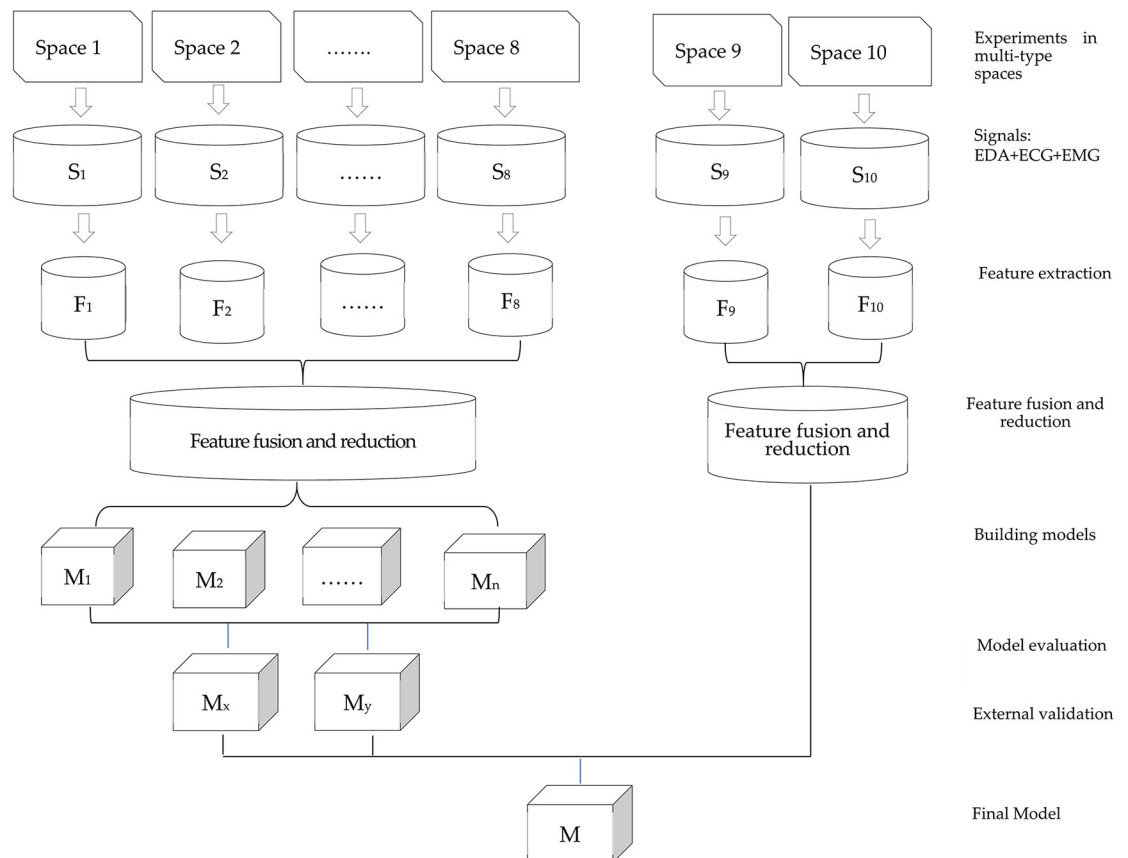 Space 1
Space 2
.......
Space 8
Space 9
Space 10
Experiments in
multi-type
spaces
S1
S2
......
S8
S9
S10
Signals:
EDA+ECG+EMG
F1
F2
......
F8
F9
F10
Feature extraction
Feature fusion and reduction
Feature fusion and
reduction
Feature fusion and
reduction
M1
M2
......
Mn
Building models
Model evaluation
Mx
My
External validation
M
Final Model